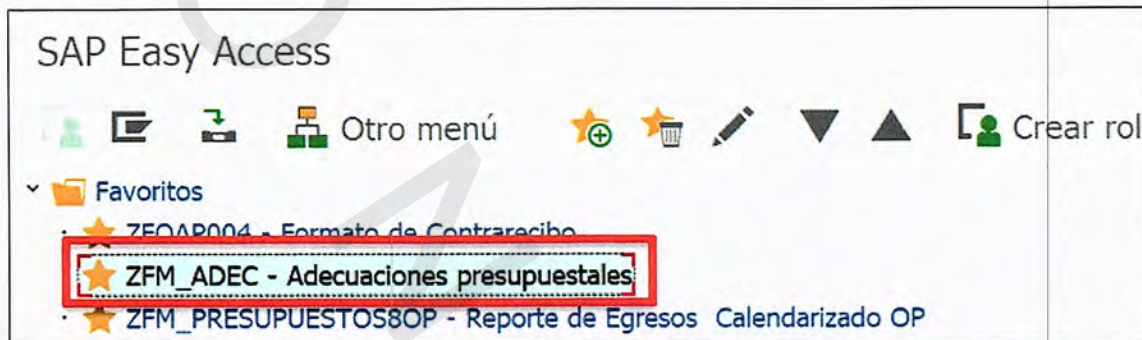 SAP Easy Access
Otro menú Crear rol
Favoritos
ZFOAP004 - Formato de Contrarecibo
ZFM_ADEC - Adecuaciones presupuestales
ZFM_PRESUPUESTOS8OP - Reporte de Egresos Calendarizado OP